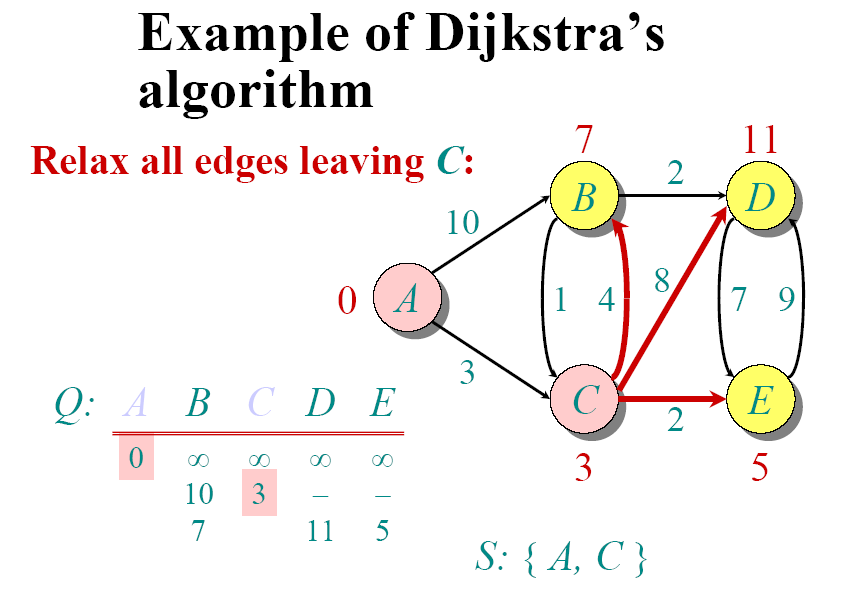 Example of Dijkstra's
algorithm
Relax all edges leaving C:
7
11
B
2
D
10
0
A
1
4
8
7
9
3
C
2
E
3
5
Q: A B C D E
0 ∞ ∞ ∞ ∞
10 3 – –
7 11 5
S: { A, C }